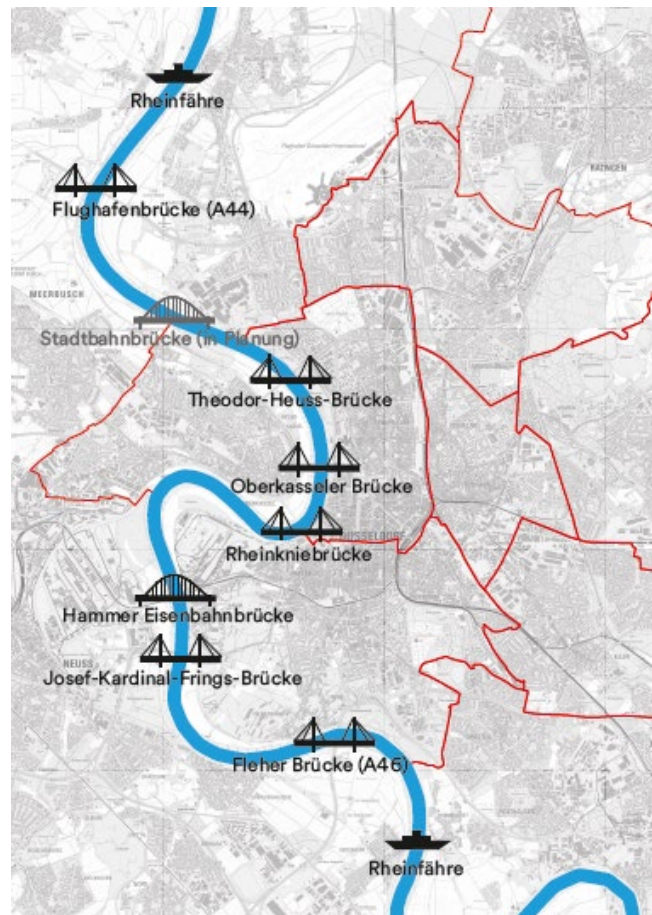 Rheinfähre
Flughafenbrücke (A44)
RATINGEN
MEERBUSCH
Stadtbahnbrücke (in Planung)
Theodor-Heuss-Brücke
Oberkasseler Brücke
Rheinkniebrücke
Hammer Eisenbahnbrücke
NEUSS
Josef-Kardinal-Frings-Brücke
Fleher Brücke (A46)
Rheinfähre